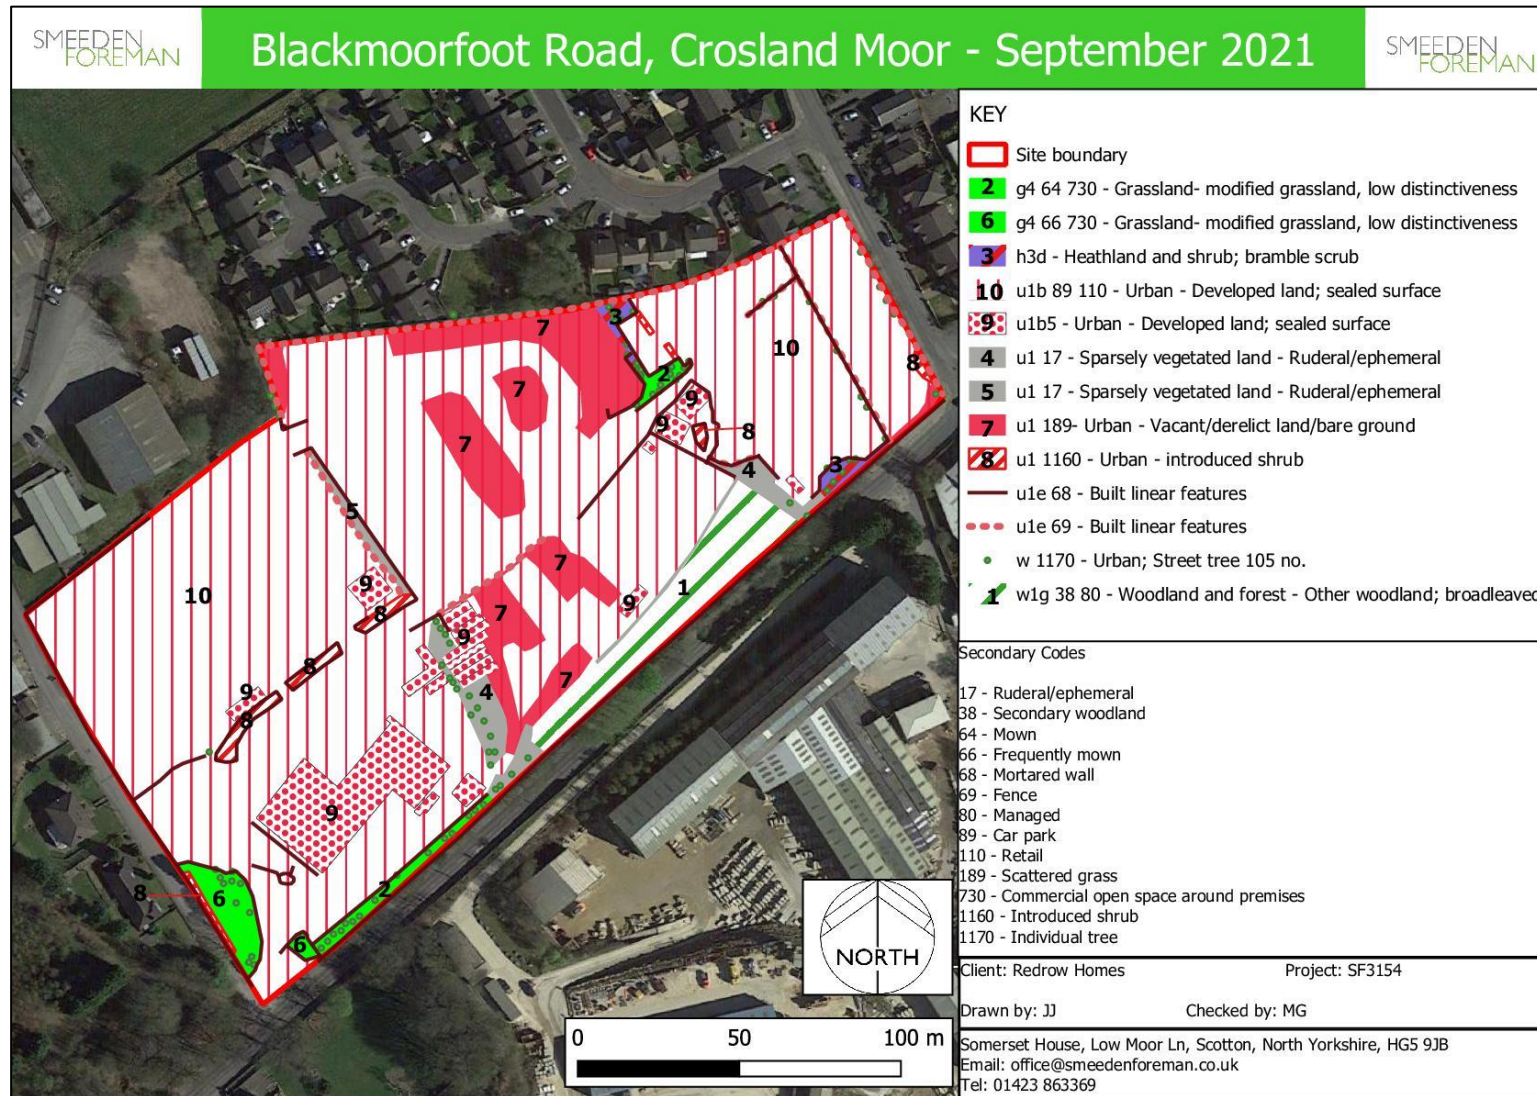 SMEEDEN
FOREMAN
Blackmoorfoot Road, Crosland Moor - September 2021
SMEEDEN
FOREMAN
KEY
Site boundary
2 g4 64 730 - Grassland- modified grassland, low distinctiveness
6 g4 66 730 - Grassland- modified grassland, low distinctiveness
3 h3d - Heathland and shrub; bramble scrub
10 u1b 89 110 - Urban - Developed land; sealed surface
9 u1b5 - Urban - Developed land; sealed surface
4 u1 17 - Sparsely vegetated land - Ruderal/ephemeral
5 u1 17 - Sparsely vegetated land - Ruderal/ephemeral
7 u1 189- Urban - Vacant/derelict land/bare ground
8 u1 1160 - Urban - introduced shrub
u1e 68 - Built linear features
u1e 69 - Built linear features
w 1170 - Urban; Street tree 105 no.
1 w1g 38 80 - Woodland and forest - Other woodland; broadleaved
Secondary Codes
17 - Ruderal/ephemeral
38 - Secondary woodland
64 - Mown
66 - Frequently mown
68 - Mortared wall
69 - Fence
80 - Managed
89 - Car park
110 - Retail
189 - Scattered grass
730 - Commercial open space around premises
1160 - Introduced shrub
1170 - Individual tree
Client: Redrow Homes Project: SF3154
Drawn by: JJ Checked by: MG
Somerset House, Low Moor Ln, Scotton, North Yorkshire, HG5 9JB
Email: office@smeedenforeman.co.uk
Tel: 01423 863369
3
7
10
8
2
7
9
7
9
8
4
3
5
7
10
9
1
8
9
7
9
8
4
7
9
8
9
2
8
6
6
NORTH
0 50 100 m